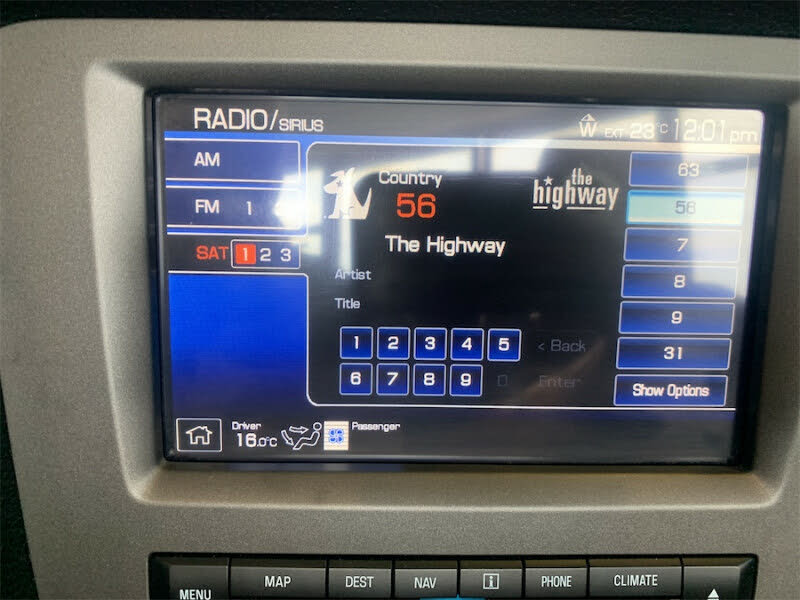 RADIO/SIRIUS
W EXT 23°C 12:01 pm
AM
FM 1
SAT 1 2 3
Country
56
the
highway
The Highway
Artist
Title
1 2 3 4 5 < Back
6 7 8 9 0 Enter
63
56
7
8
9
31
Show Options
Driver
16.0°C
Passenger
MENU
MAP
DEST
NAV
i
PHONE
CLIMATE